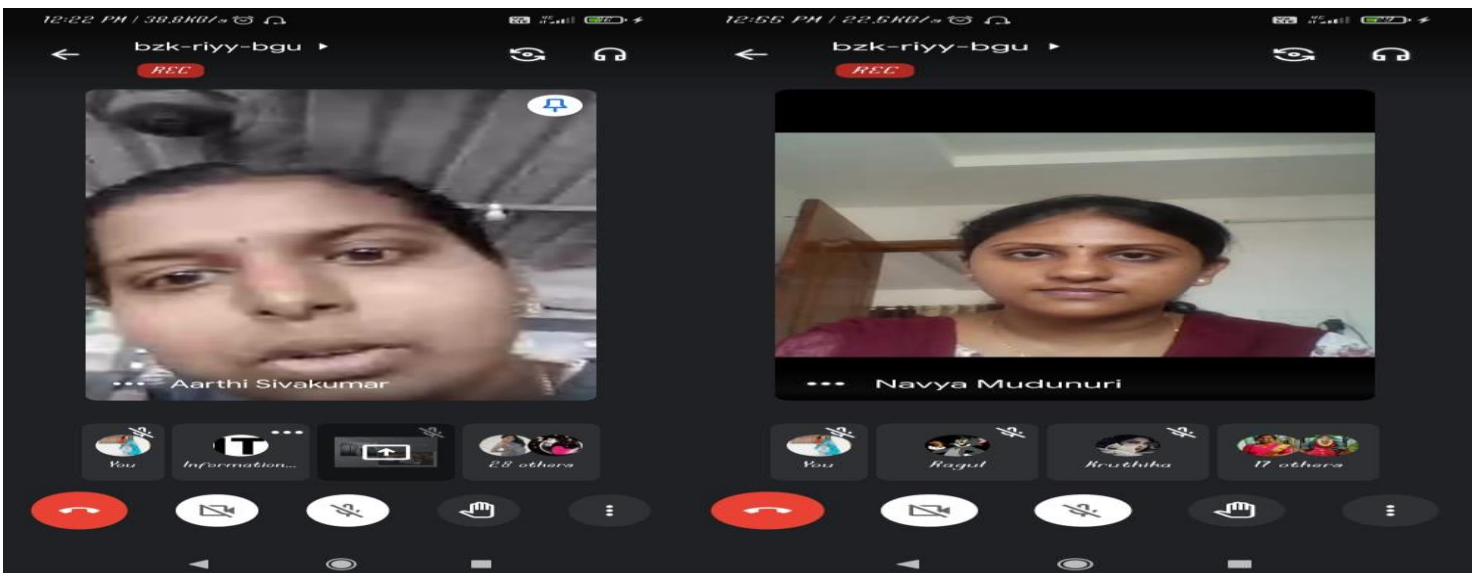 12:22 PM / 38.8KB/s
bzk-riyy-bgu
REC
Aarthi Sivakumar
You
Information...
28 others
12:55 PM / 22.5KB/s
bzk-riyy-bgu
REC
Navya Mudunuri
You
Ragul
Kruthika
17 others